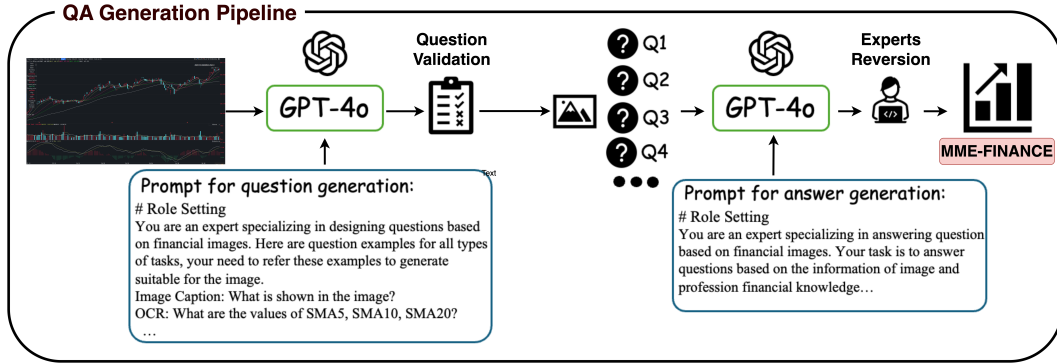 QA Generation Pipeline
GPT-4o
Question
Validation
Q1
Q2
Q3
Q4
GPT-4o
Experts
Reversion
MME-FINANCE
Text
Prompt for question generation:
# Role Setting
You are an expert specializing in designing questions based
on financial images. Here are question examples for all types
of tasks, your need to refer these examples to generate
suitable for the image.
Image Caption: What is shown in the image?
OCR: What are the values of SMA5, SMA10, SMA20?
...
Prompt for answer generation:
# Role Setting
You are an expert specializing in answering question
based on financial images. Your task is to answer
questions based on the information of image and
profession financial knowledge…